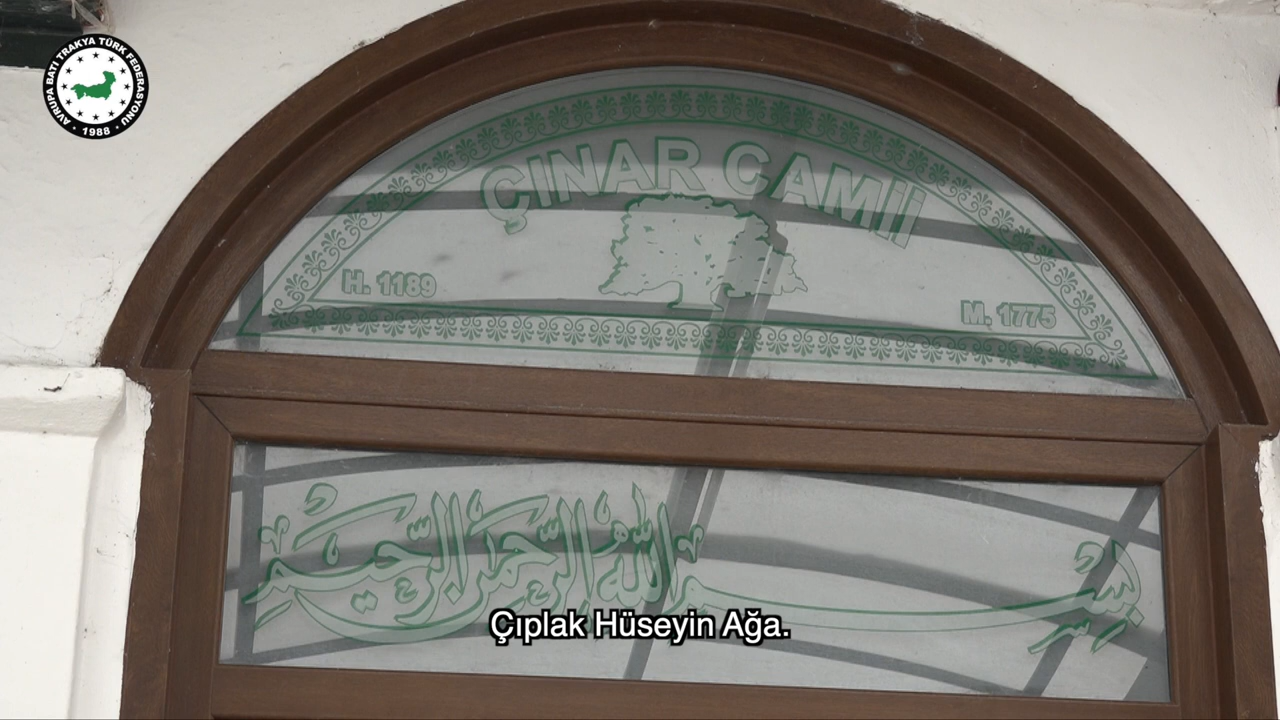 AVRUPA BATI TRAKYA TÜRK FEDERASYONU
· 1988 ·
ÇINAR CAMİİ
H. 1189
M. 1775
بسم الله الرحمن الرحيم
Çıplak Hüseyin Ağa.